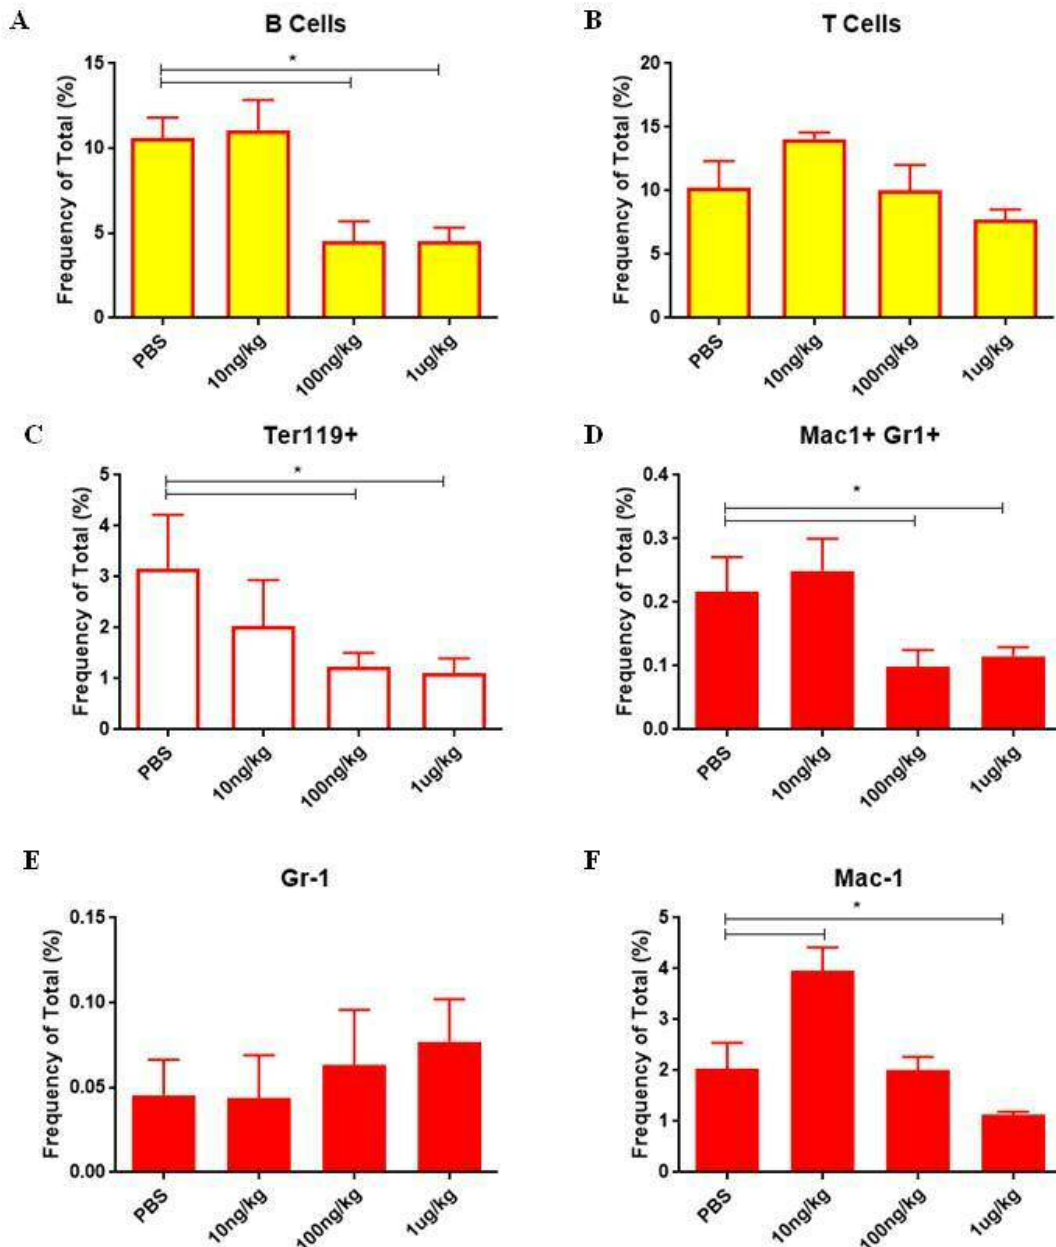 A
B Cells
*
Frequency of Total (%)
15
10
5
0
PBS
10ng/kg
100ng/kg
1ug/kg
B
T Cells
Frequency of Total (%)
20
15
10
5
0
PBS
10ng/kg
100ng/kg
1ug/kg
C
Ter119+
*
Frequency of Total (%)
5
4
3
2
1
0
PBS
10ng/kg
100ng/kg
1ug/kg
D
Mac1+ Gr1+
*
Frequency of Total (%)
0.4
0.3
0.2
0.1
0.0
PBS
10ng/kg
100ng/kg
1ug/kg
E
Gr-1
Frequency of Total (%)
0.15
0.10
0.05
0.00
PBS
10ng/kg
100ng/kg
1ug/kg
F
Mac-1
*
Frequency of Total (%)
5
4
3
2
1
0
PBS
10ng/kg
100ng/kg
1ug/kg